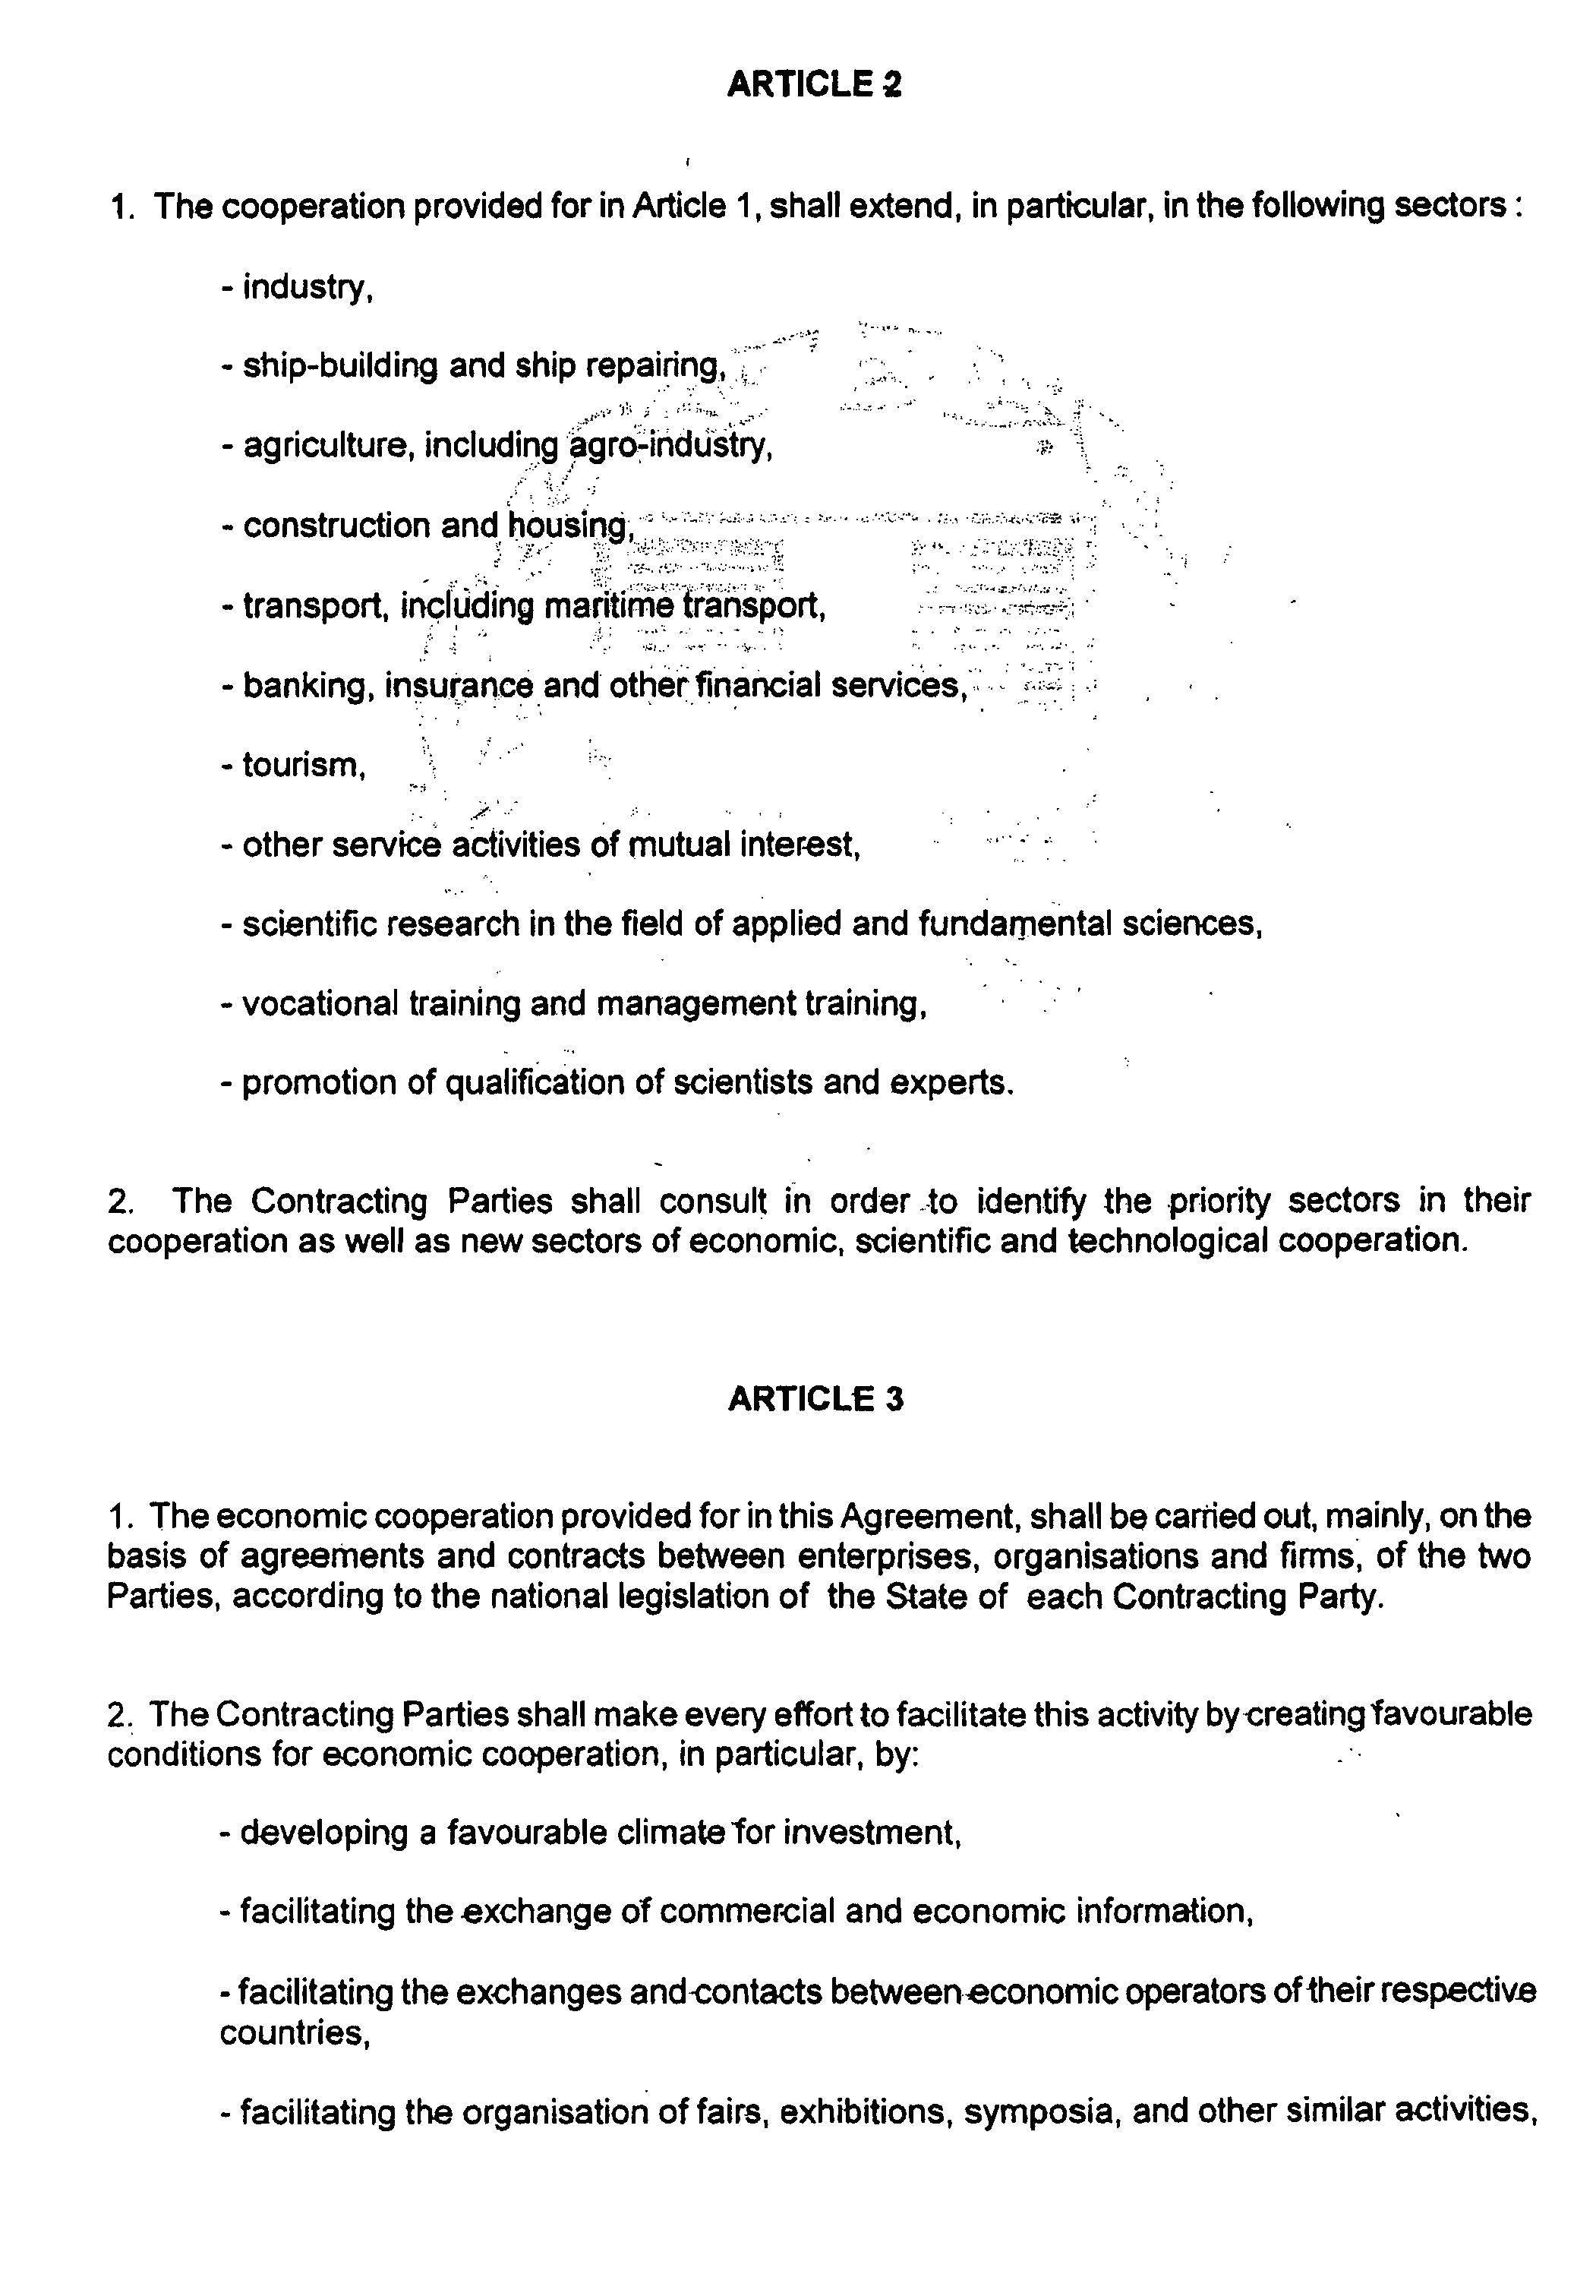 ARTICLE 2
1. The cooperation provided for in Article 1, shall extend, in particular, in the following sectors :
- industry,
- ship-building and ship repairing,
- agriculture, including agro-industry,
- construction and housing,
- transport, including maritime transport,
- banking, insurance and other financial services,
- tourism,
- other service activities of mutual interest,
- scientific research in the field of applied and fundamental sciences,
- vocational training and management training,
- promotion of qualification of scientists and experts.
2. The Contracting Parties shall consult in order to identify the priority sectors in their
cooperation as well as new sectors of economic, scientific and technological cooperation.
ARTICLE 3
1. The economic cooperation provided for in this Agreement, shall be carried out, mainly, on the
basis of agreements and contracts between enterprises, organisations and firms, of the two
Parties, according to the national legislation of the State of each Contracting Party.
2. The Contracting Parties shall make every effort to facilitate this activity by creating favourable
conditions for economic cooperation, in particular, by:
- developing a favourable climate for investment,
- facilitating the exchange of commercial and economic information,
- facilitating the exchanges and contacts between economic operators of their respective
countries,
- facilitating the organisation of fairs, exhibitions, symposia, and other similar activities,